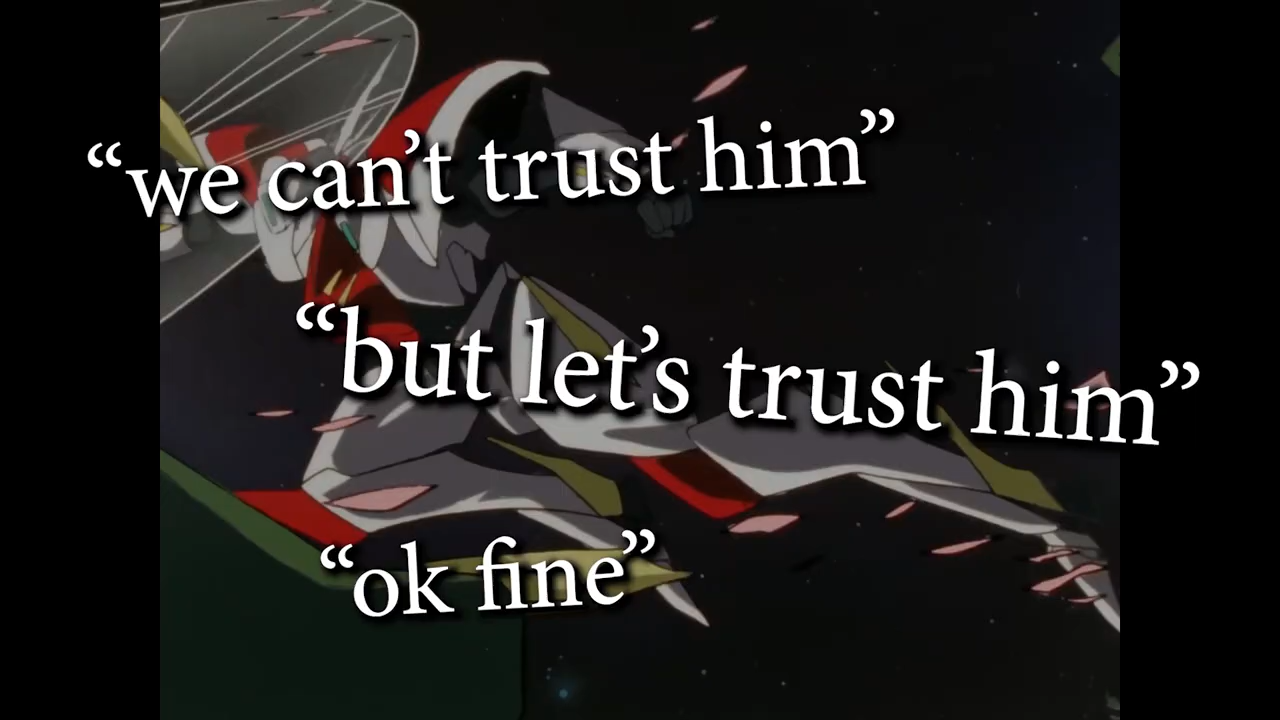 “we can’t trust him”
“but let’s trust him”
“ok fine”